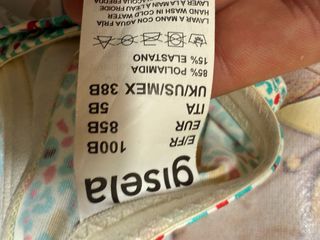 gisela
E/FR 100B
EUR 85B
ITA 5B
UK/US/MEX 38B
85% POLIAMIDA
15% ELASTANO
LAVAR A MANO CON AGUA FRIA
HAND WASH IN COLD WATER